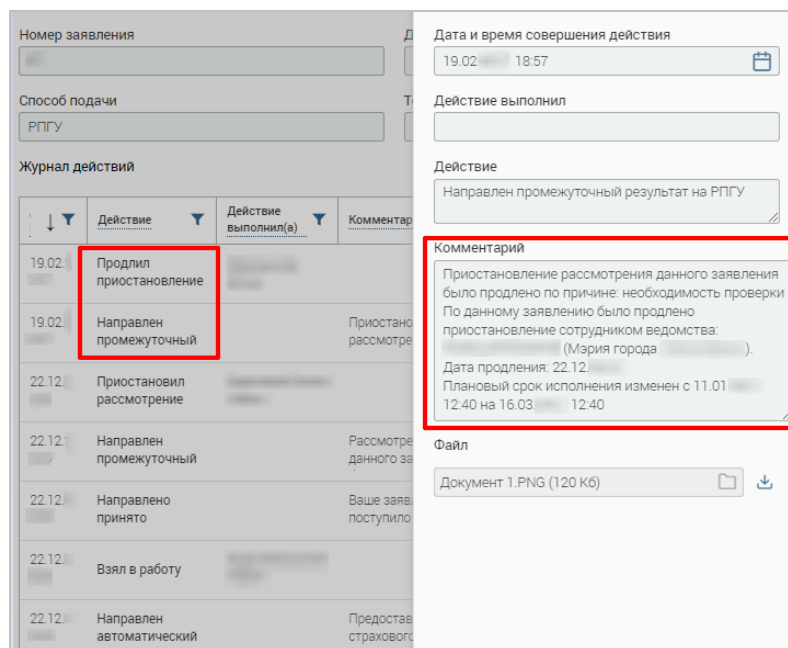 Номер заявления
Способ подачи
РПГУ
Журнал действий
Действие
Действие
выполнил(а)
Комментар
19.02.
Продлил
приостановление
19.02.
Направлен
промежуточный
Приостано
рассмотре
22.12.
Приостановил
рассмотрение
22.12.
Направлен
промежуточный
Рассмотре
данного за
22.12.
Направлено
принято
Ваше заяв.
поступило
22.12.
Взял в работу
22.12.
Направлен
автоматический
Предостав
страхового
Дата и время совершения действия
19.02 18:57
Действие выполнил
Действие
Направлен промежуточный результат на РПГУ
Комментарий
Приостановление рассмотрения данного заявления
было продлено по причине: необходимость проверки
По данному заявлению было продлено
приостановление сотрудником ведомства:
(Мэрия города ).
Дата продления: 22.12.
Плановый срок исполнения изменен с 11.01
12:40 на 16.03 12:40
Файл
Документ 1.PNG (120 Кб)